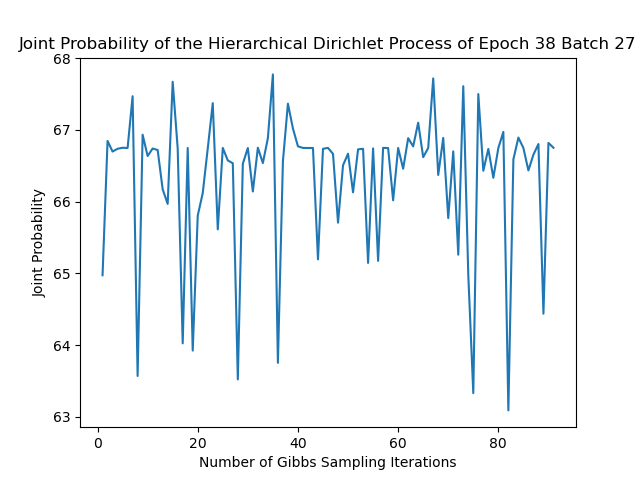 Joint Probability of the Hierarchical Dirichlet Process of Epoch 38 Batch 27
68
67
66
65
64
63
Joint Probability
0 20 40 60 80
Number of Gibbs Sampling Iterations